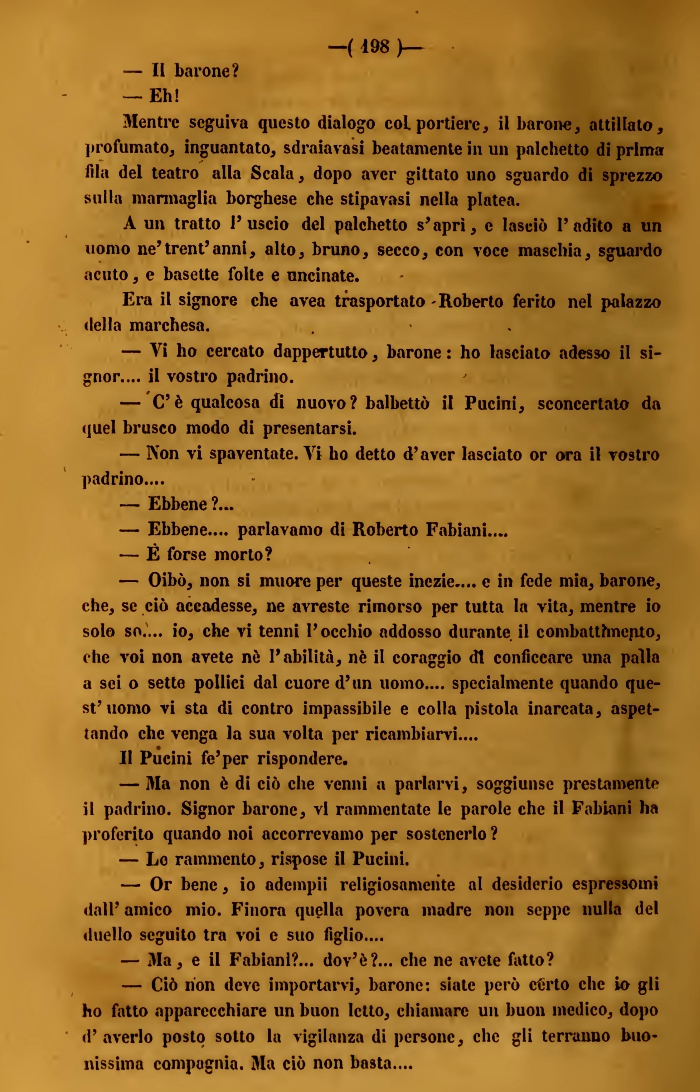 —( 198 )—
— Il barone?
— Eh!
Mentre seguiva questo dialogo col portiere, il barone, attillato,
profumato, inguantato, sdraiavasi beatamente in un palchetto di prima
fila del teatro alla Scala, dopo aver gittato uno sguardo di sprezzo
sulla marmaglia borghese che stipavasi nella platea.
A un tratto l'uscio del palchetto s'apri, e lasciò l'adito a un
uomo ne'trent'anni, alto, bruno, secco, con voce maschia, sguardo
acuto, e basette folte e uncinate.
Era il signore che avea trasportato Roberto ferito nel palazzo
della marchesa.
— Vi ho cercato dappertutto, barone: ho lasciato adesso il si-
gnor.... il vostro padrino.
— C'è qualcosa di nuovo? balbettò il Pucini, sconcertato da
quel brusco modo di presentarsi.
— Non vi spaventate. Vi ho detto d'aver lasciato or ora il vostro
padrino....
— Ebbene?...
— Ebbene.... parlavamo di Roberto Fabiani....
— È forse morto?
— Oibò, non si muore per queste inezie.... e in fede mia, barone,
che, se ciò accadesse, ne avreste rimorso per tutta la vita, mentre io
solo so.... io, che vi tenni l'occhio addosso durante il combattimento,
che voi non avete nè l'abilità, nè il coraggio di conficcare una palla
a sei o sette pollici dal cuore d'un uomo.... specialmente quando que-
st'uomo vi sta di contro impassibile e colla pistola inarcata, aspet-
tando che venga la sua volta per ricambiarvi....
Il Pucini fe'per rispondere.
— Ma non è di ciò che venni a parlarvi, soggiunse prestamente
il padrino. Signor barone, vi rammentate le parole che il Fabiani ha
proferito quando noi accorrevamo per sostenerlo?
— Le rammento, rispose il Pucini.
— Or bene, io adempii religiosamente al desiderio espressomi
dall'amico mio. Finora quella povera madre non seppe nulla del
duello seguito tra voi e suo figlio....
— Ma, e il Fabiani?... dov'è?... che ne avete fatto?
— Ciò non deve importarvi, barone: siate però certo che io gli
ho fatto apparecchiare un buon letto, chiamare un buon medico, dopo
d'averlo posto sotto la vigilanza di persone, che gli terranno buo-
nissima compagnia. Ma ciò non basta....